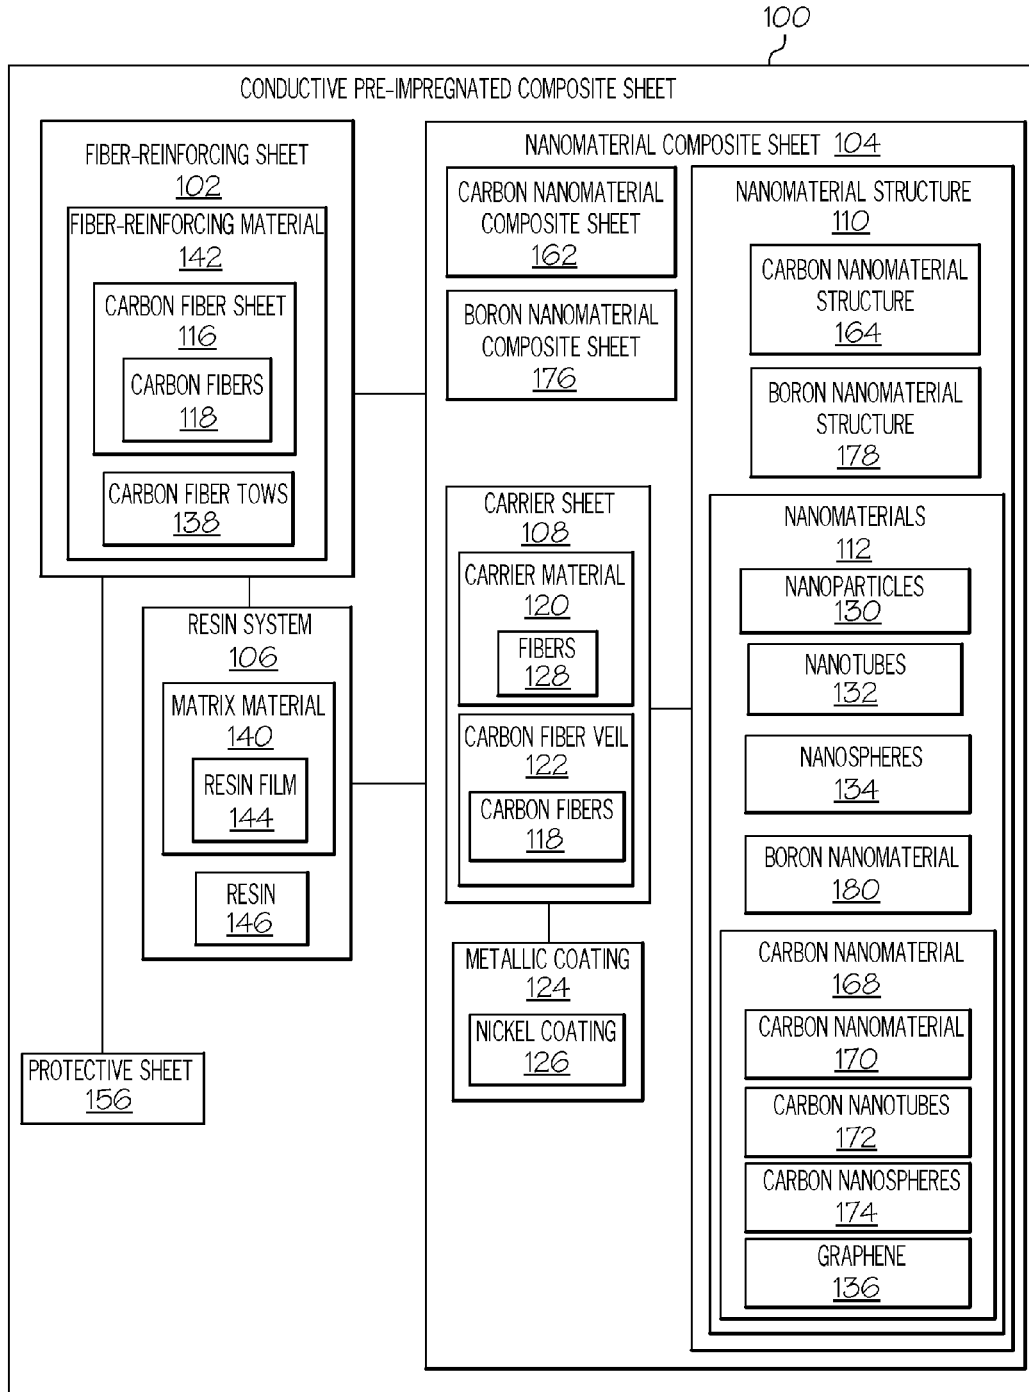 100
CONDUCTIVE PRE-IMPREGNATED COMPOSITE SHEET
FIBER-REINFORCING SHEET
102
FIBER-REINFORCING MATERIAL
142
CARBON FIBER SHEET
116
CARBON FIBERS
118
CARBON FIBER TOWS
138
RESIN SYSTEM
106
MATRIX MATERIAL
140
RESIN FILM
144
RESIN
146
PROTECTIVE SHEET
156
NANOMATERIAL COMPOSITE SHEET 104
CARBON NANOMATERIAL
COMPOSITE SHEET
162
BORON NANOMATERIAL
COMPOSITE SHEET
176
CARRIER SHEET
108
CARRIER MATERIAL
120
FIBERS
128
CARBON FIBER VEIL
122
CARBON FIBERS
118
METALLIC COATING
124
NICKEL COATING
126
NANOMATERIAL STRUCTURE
110
CARBON NANOMATERIAL
STRUCTURE
164
BORON NANOMATERIAL
STRUCTURE
178
NANOMATERIALS
112
NANOPARTICLES
130
NANOTUBES
132
NANOSPHERES
134
BORON NANOMATERIAL
180
CARBON NANOMATERIAL
168
CARBON NANOMATERIAL
170
CARBON NANOTUBES
172
CARBON NANOSPHERES
174
GRAPHENE
136